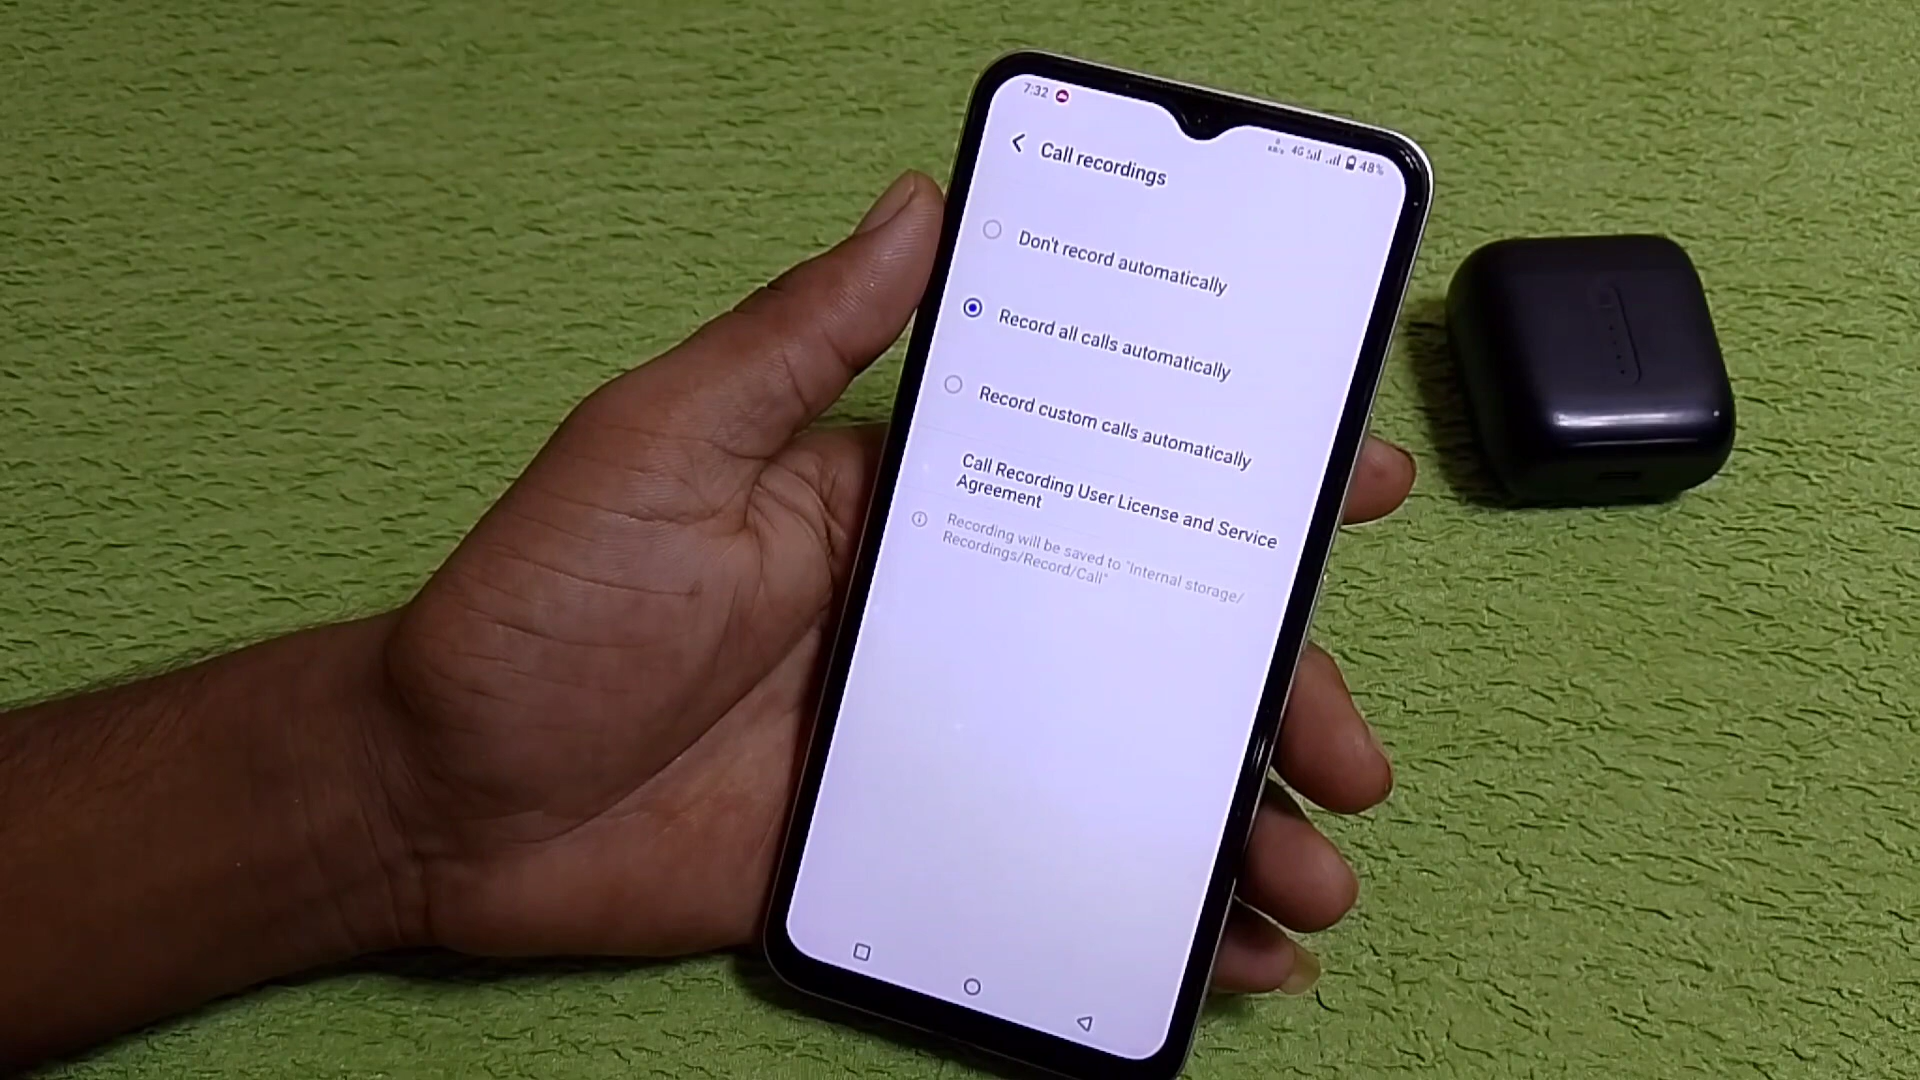 7:32
4G 48%
Call recordings
Don't record automatically
Record all calls automatically
Record custom calls automatically
Call Recording User License and Service
Agreement
Recording will be saved to "Internal storage/
Recordings/Record/Call"